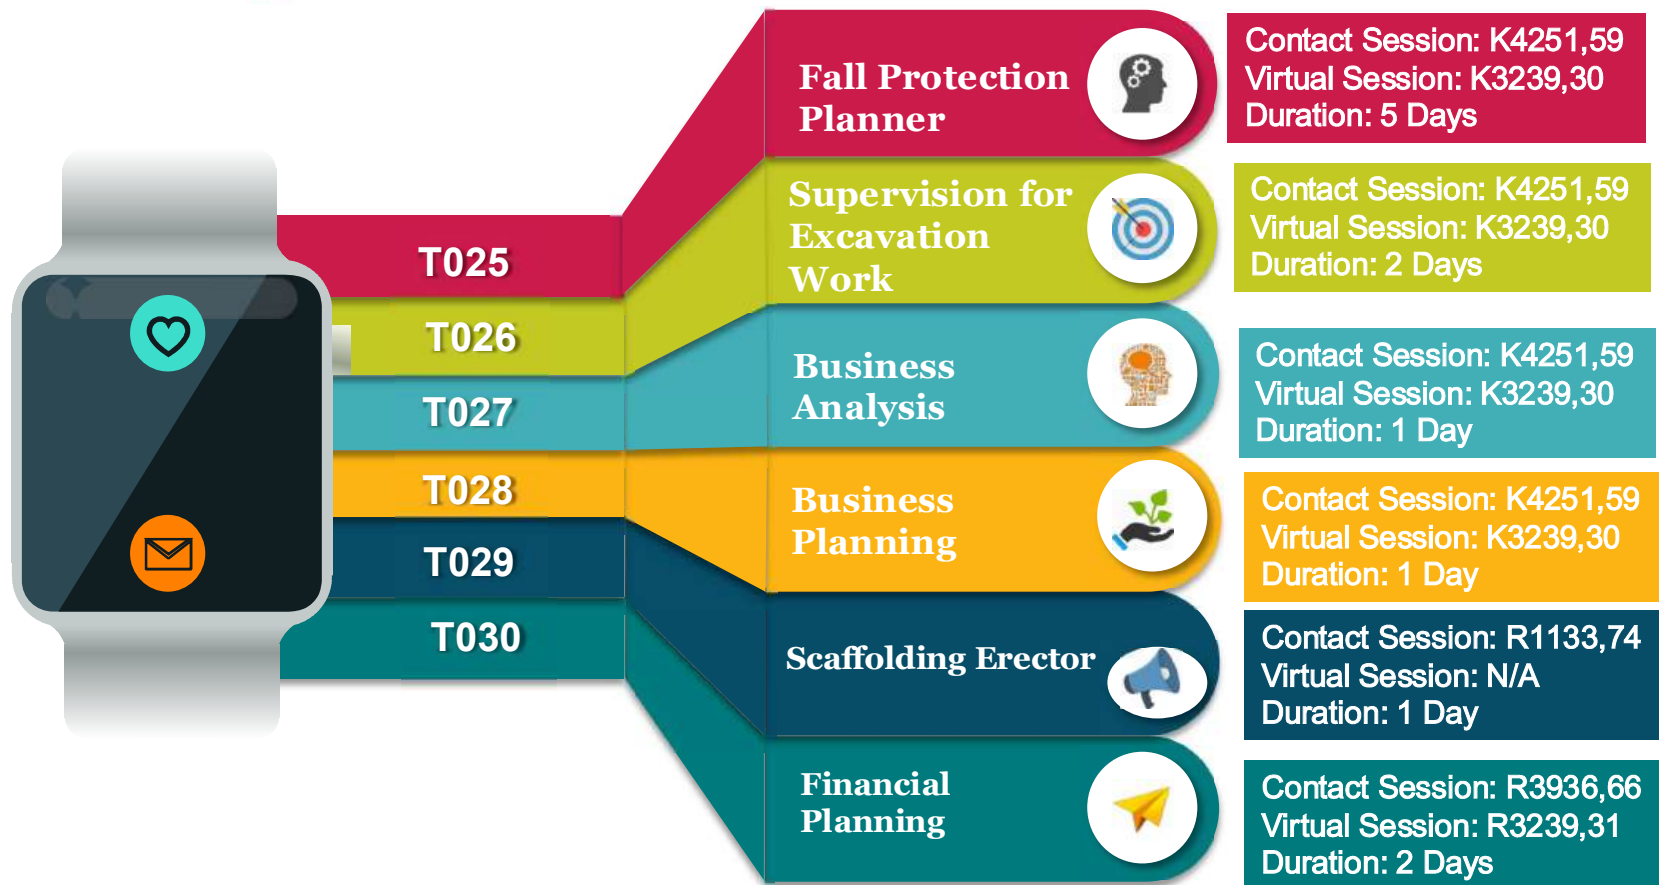 T025
Fall Protection
Planner
Contact Session: K4251,59
Virtual Session: K3239,30
Duration: 5 Days
T026
Supervision for
Excavation
Work
Contact Session: K4251,59
Virtual Session: K3239,30
Duration: 2 Days
T027
Business
Analysis
Contact Session: K4251,59
Virtual Session: K3239,30
Duration: 1 Day
T028
Business
Planning
Contact Session: K4251,59
Virtual Session: K3239,30
Duration: 1 Day
T029
Scaffolding Erector
Contact Session: R1133,74
Virtual Session: N/A
Duration: 1 Day
T030
Financial
Planning
Contact Session: R3936,66
Virtual Session: R3239,31
Duration: 2 Days